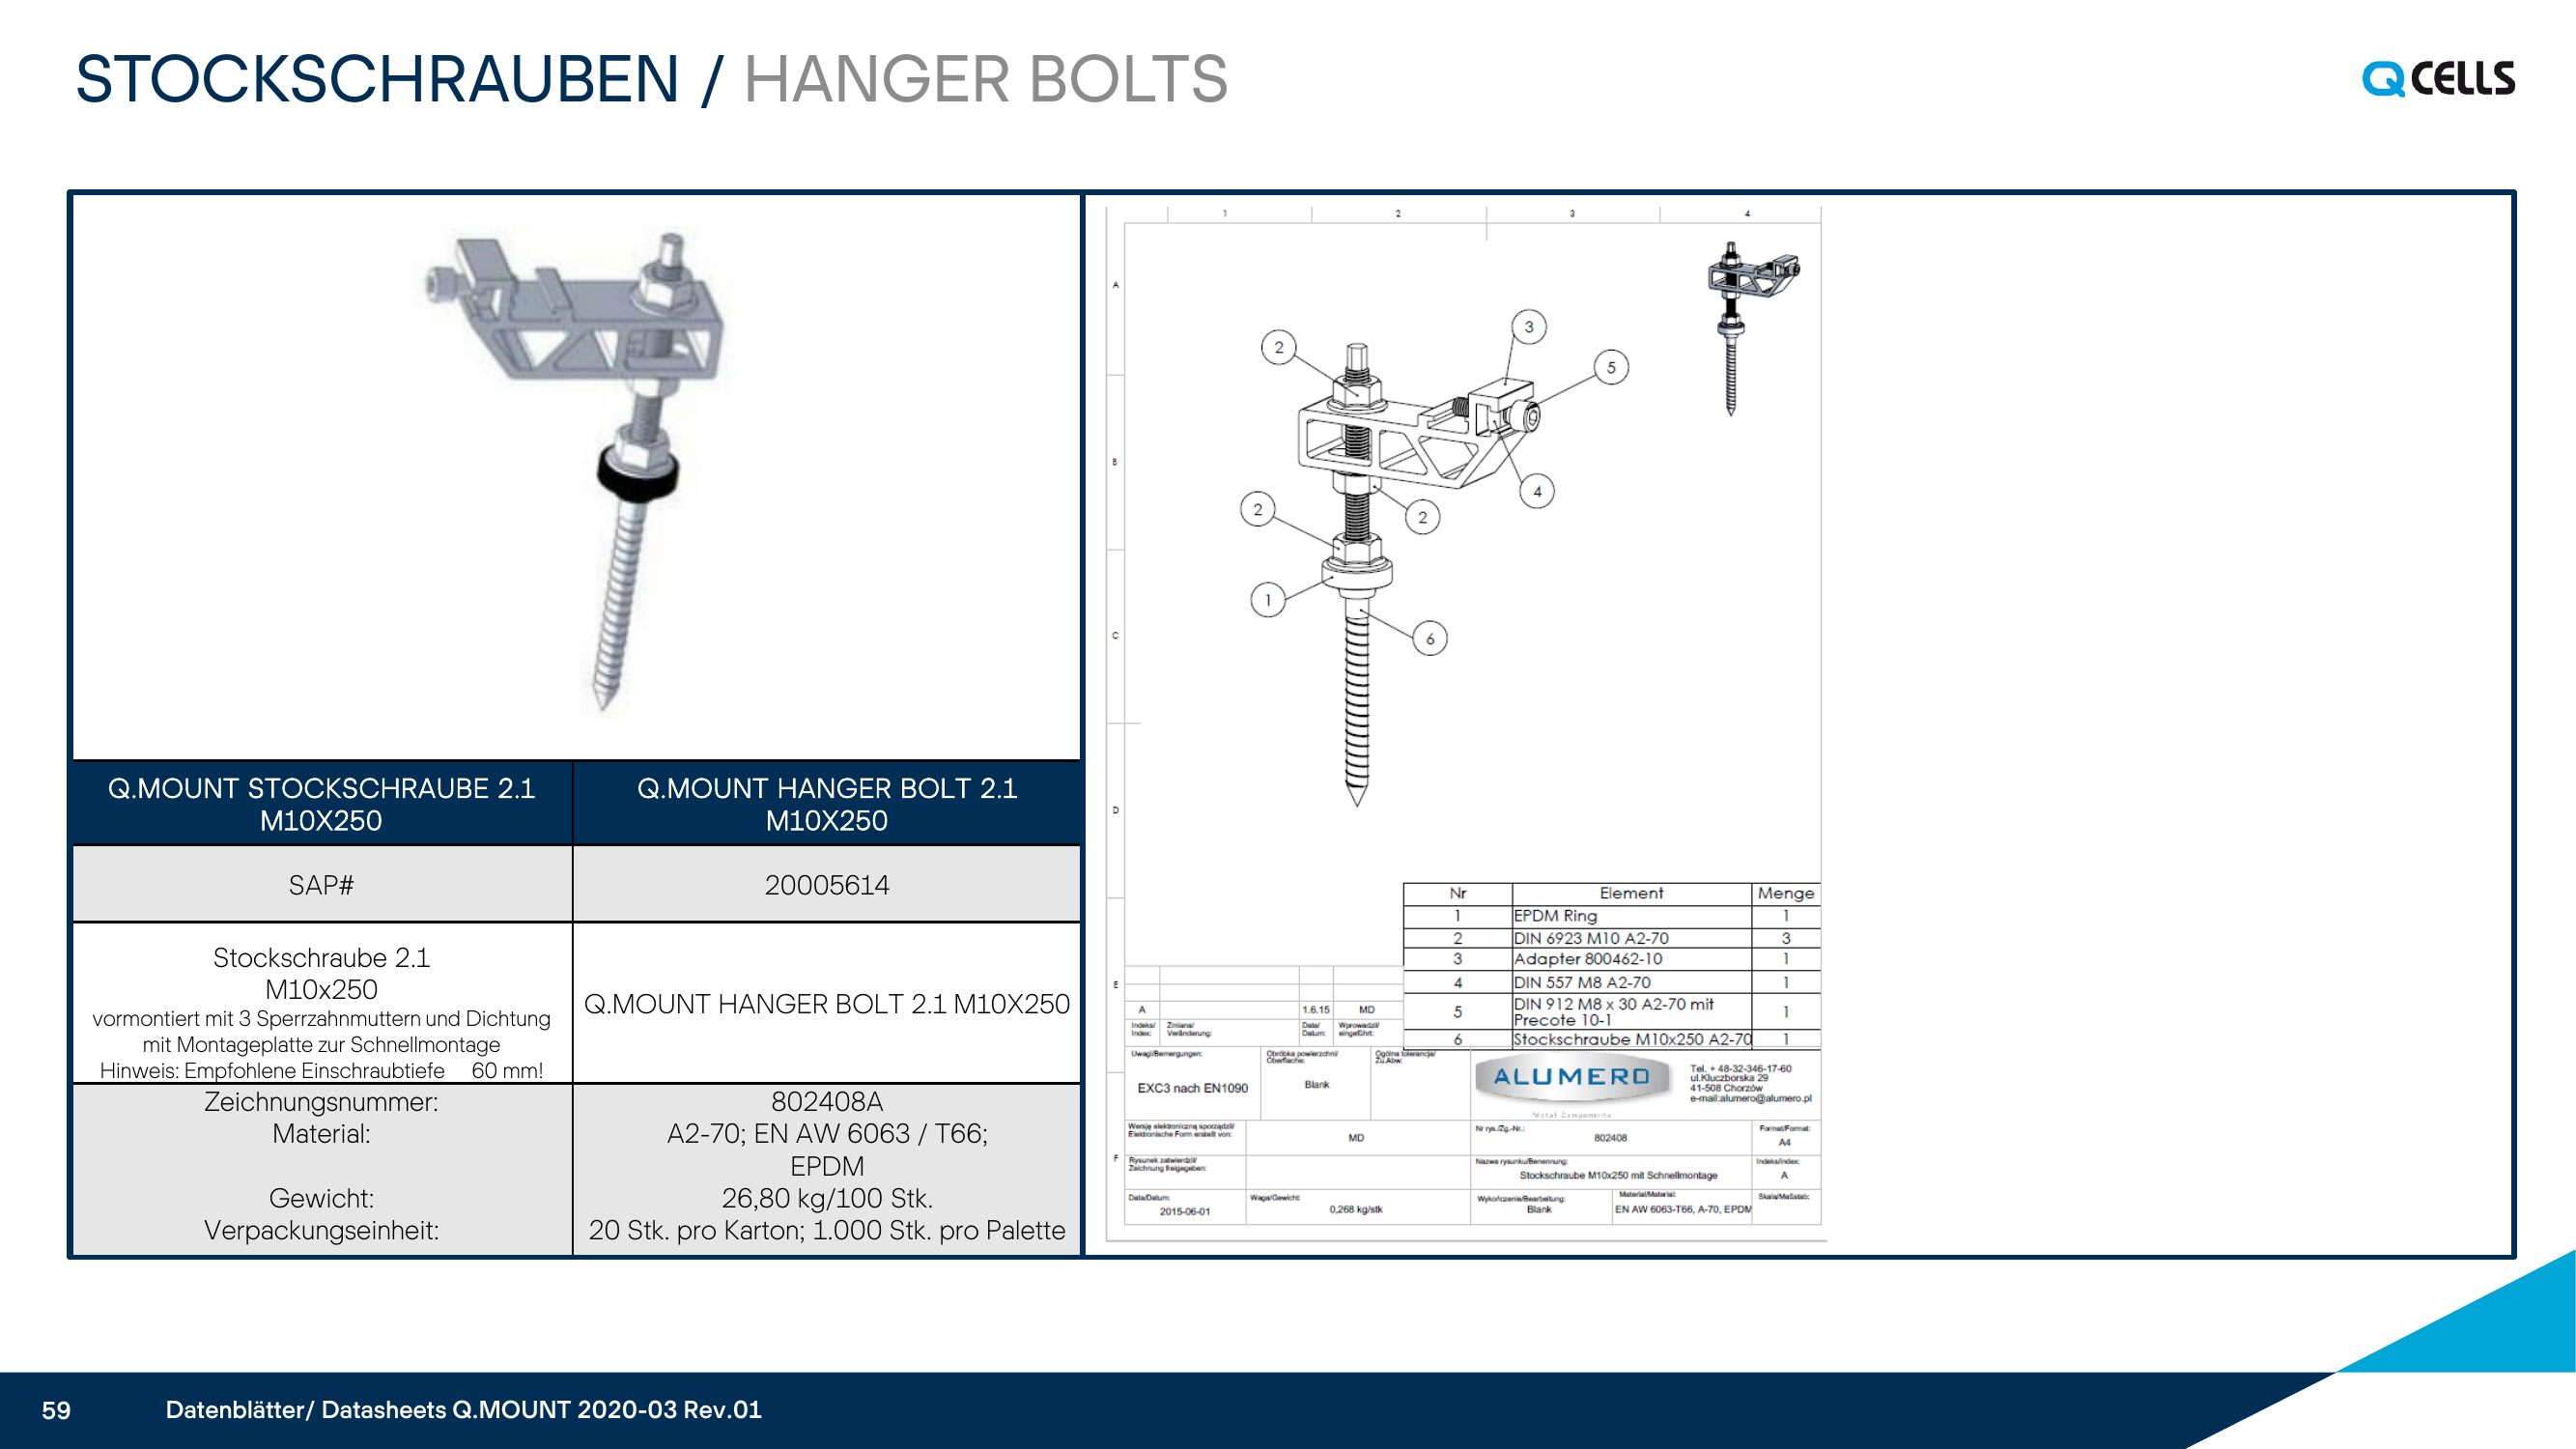 STOCKSCHRAUBEN / HANGER BOLTS
Q CELLS
Q.MOUNT STOCKSCHRAUBE 2.1
M10X250
Q.MOUNT HANGER BOLT 2.1
M10X250
SAP#
20005614
Stockschraube 2.1
M10x250
vormontiert mit 3 Sperrzahnmuttern und Dichtung
mit Montageplatte zur Schnellmontage
Hinweis: Empfohlene Einschraubtiefe 60 mm!
Q.MOUNT HANGER BOLT 2.1 M10X250
Zeichnungsnummer:
802408A
Material:
A2-70; EN AW 6063 / T66;
EPDM
Gewicht:
26,80 kg/100 Stk.
Verpackungseinheit:
20 Stk. pro Karton; 1.000 Stk. pro Palette
1 2 3 4
A
B
C
D
E
F
2
3
5
4
2
2
1
6
Nr Element Menge
1 EPDM Ring 1
2 DIN 6923 M10 A2-70 3
3 Adapter 800462-10 1
4 DIN 557 M8 A2-70 1
5 DIN 912 M8 x 30 A2-70 mit
Precote 10-1 1
6 Stockschraube M10x250 A2-70 1
A 1.6.15 MD
Indeks/
Index:
Zmiana/
Veränderung:
Data/
Datum:
Wprowadził/
eingeführt:
Uwagi/Bemergungen:
EXC3 nach EN1090
Obróbka powierzchni/
Oberflache:
Blank
Ogólna tolerancja/
Zul.Abw:
ALUMERO
Metal Components
Tel. + 48-32-346-17-60
ul.Kluczborska 29
41-508 Chorzów
e-mail:alumero@alumero.pl
Wersję elektroniczną sporządził/
Elektronische Form erstellt von:
MD
Nr rys./Zg.-Nr.:
802408
Format/Format:
A4
Rysunek zatwierdził/
Zeichnung freigegeben:
Nazwa rysunku/Benennung:
Stockschraube M10x250 mit Schnellmontage
Indeks/Index:
A
Data/Datum:
2015-06-01
Waga/Gewicht:
0,268 kg/stk
Wykończenie/Bearbeitung:
Blank
Materiał/Material:
EN AW 6063-T66, A-70, EPDM
Skala/Maßstab:
59
Datenblätter/ Datasheets Q.MOUNT 2020-03 Rev.01